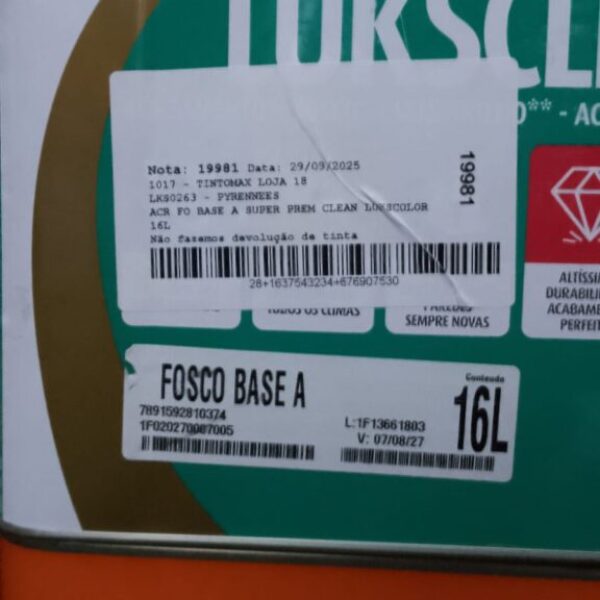 LUKSCL
** - AC
Nota: 19981 Data: 29/09/2025
1017 - TINTOMAX LOJA 18
LKS0263 - PYRENNEES
ACR FO BASE A SUPER PREM CLEAN LUKSCOLOR
16L
Não fazemos devolução de tinta
28+1637543234+676907530
19981
TODOS OS CLIMAS
PAREDES
SEMPRE NOVAS
ALTÍSSI
DURABILI
ACABAME
PERFEIT
FOSCO BASE A
7891592810374
1F020270007005
L:1F13661803
V: 07/08/27
Conteúdo
16L